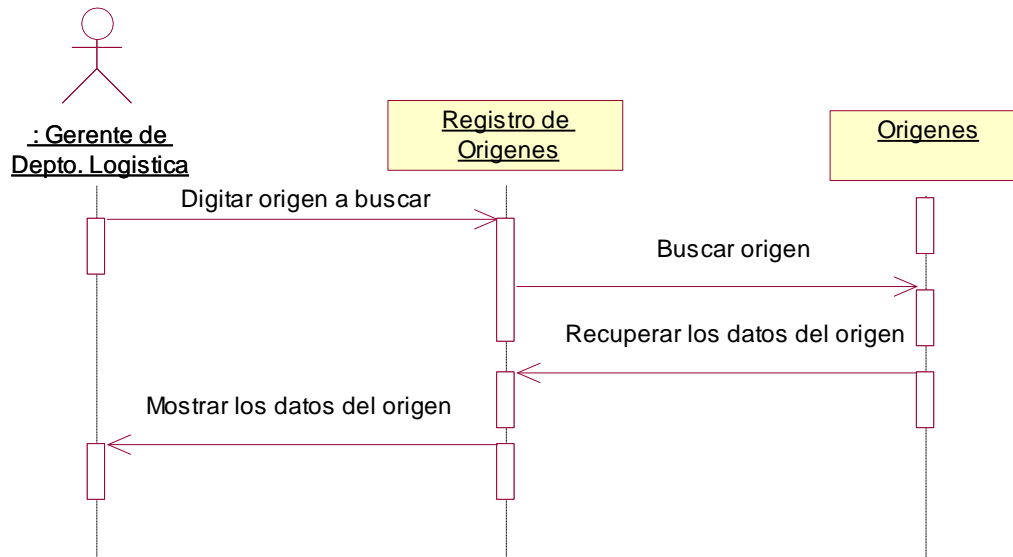 : Gerente de
Depto. Logistica
Registro de
Origenes
Origenes
Digitar origen a buscar
Buscar origen
Recuperar los datos del origen
Mostrar los datos del origen